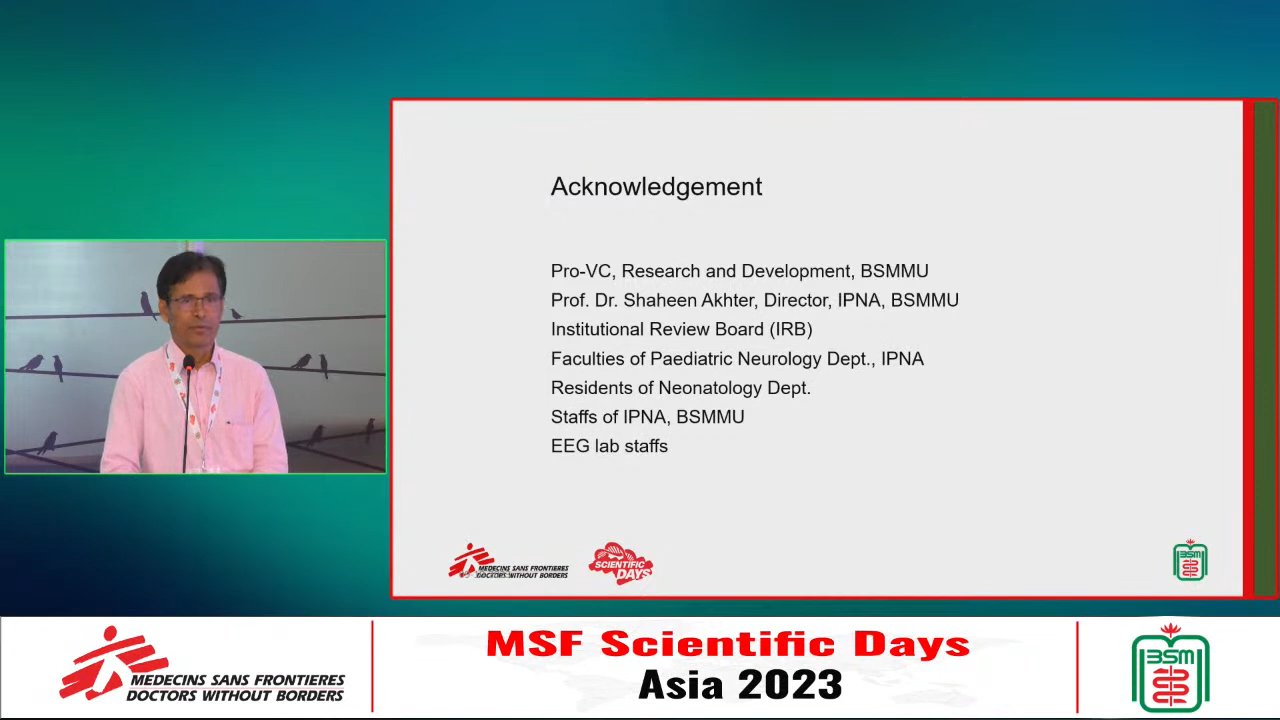 Acknowledgement
Pro-VC, Research and Development, BSMMU
Prof. Dr. Shaheen Akhter, Director, IPNA, BSMMU
Institutional Review Board (IRB)
Faculties of Paediatric Neurology Dept., IPNA
Residents of Neonatology Dept.
Staffs of IPNA, BSMMU
EEG lab staffs
MEDECINS SANS FRONTIERES
DOCTORS WITHOUT BORDERS
SCIENTIFIC
DAYS
BSM
MEDECINS SANS FRONTIERES
DOCTORS WITHOUT BORDERS
MSF Scientific Days
Asia 2023
BSM